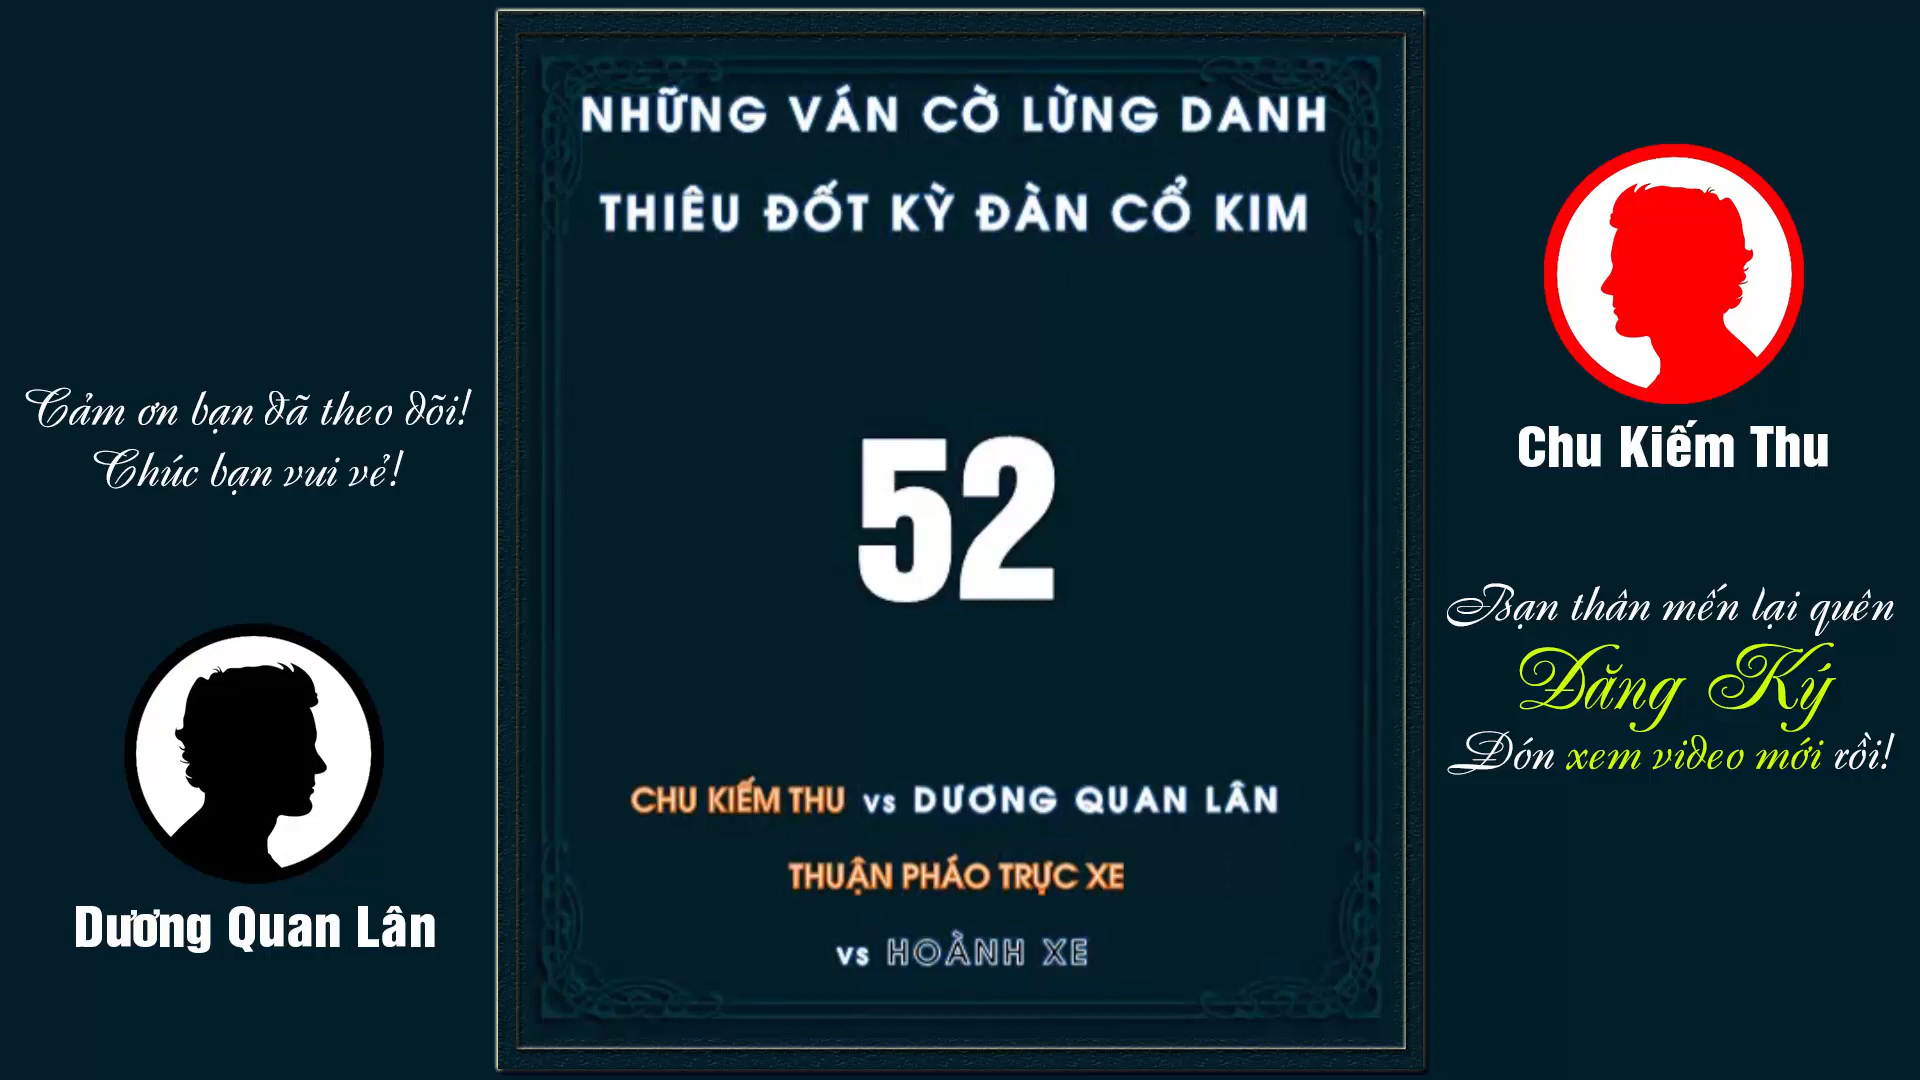 NHỮNG VÁN CỜ LỪNG DANH
THIÊU ĐỐT KỲ ĐÀN CỔ KIM
52
CHU KIẾM THU vs DƯƠNG QUAN LÂN
THUẬN PHÁO TRỰC XE
vs HOÀNH XE
Cảm ơn bạn đã theo dõi!
Chúc bạn vui vẻ!
Dương Quan Lân
Chu Kiếm Thu
Bạn thân mến lại quên
Đăng Ký
Đón xem video mới rồi!